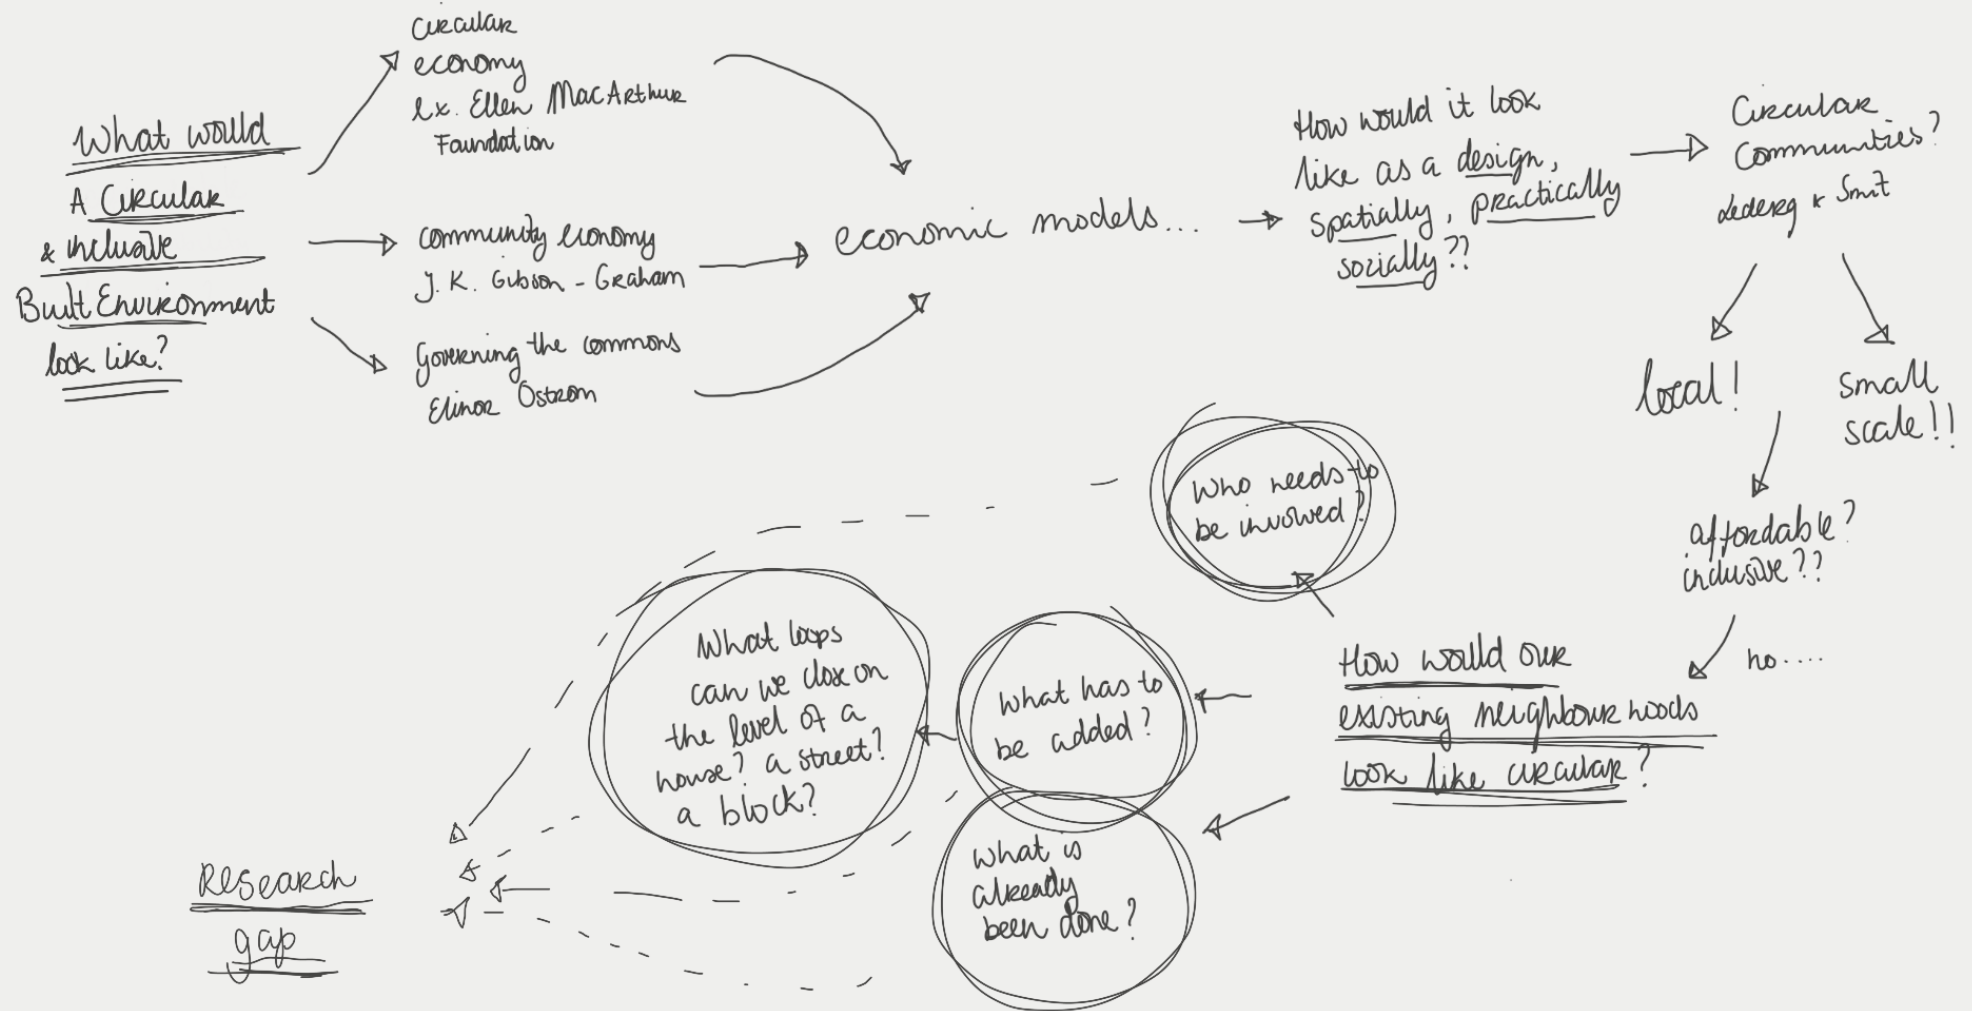 What would
A Circular
& inclusive
Built Environment
look like?
circular
economy
ex. Ellen MacArthur
Foundation
community economy
J.K. Gibson - Graham
Governing the commons
Elinor Ostrom
economic models...
How would it look
like as a design,
spatially, practically
socially??
Circular
Communities?
& Smit
local!
small
scale!!
affordable?
inclusive??
no....
How would our
existing neighbourhoods
look like circular?
Who needs to
be involved?
What has to
be added?
What is
already
been done?
What loops
can we close on
the level of a
house? a street?
a block?
Research
gap